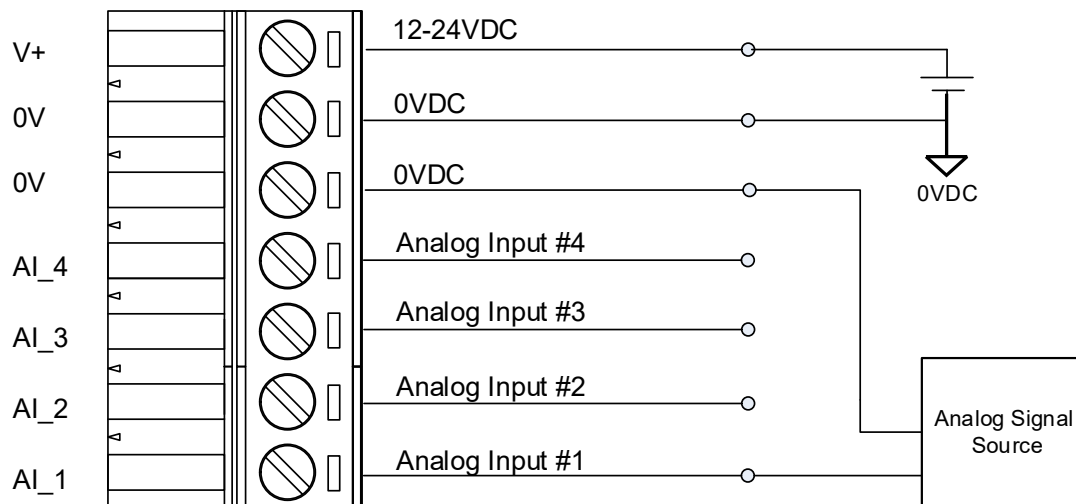 V+
12-24VDC
0V
0VDC
0V
0VDC
0VDC
AI_4
Analog Input #4
AI_3
Analog Input #3
AI_2
Analog Input #2
AI_1
Analog Input #1
Analog Signal
Source